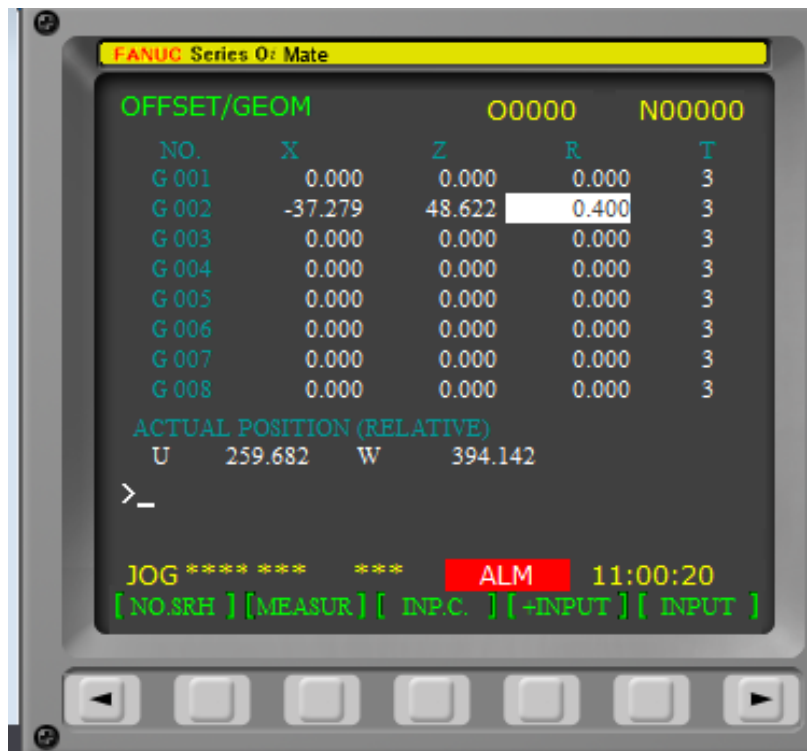 FANUC Series 0i Mate
OFFSET/GEOM O0000 N00000
NO. X Z R T
G 001 0.000 0.000 0.000 3
G 002 -37.279 48.622 0.400 3
G 003 0.000 0.000 0.000 3
G 004 0.000 0.000 0.000 3
G 005 0.000 0.000 0.000 3
G 006 0.000 0.000 0.000 3
G 007 0.000 0.000 0.000 3
G 008 0.000 0.000 0.000 3
ACTUAL POSITION (RELATIVE)
U 259.682 W 394.142
>_
JOG **** *** *** ALM 11:00:20
[ NO.SRH ] [MEASUR] [ INP.C. ] [ +INPUT ] [ INPUT ]